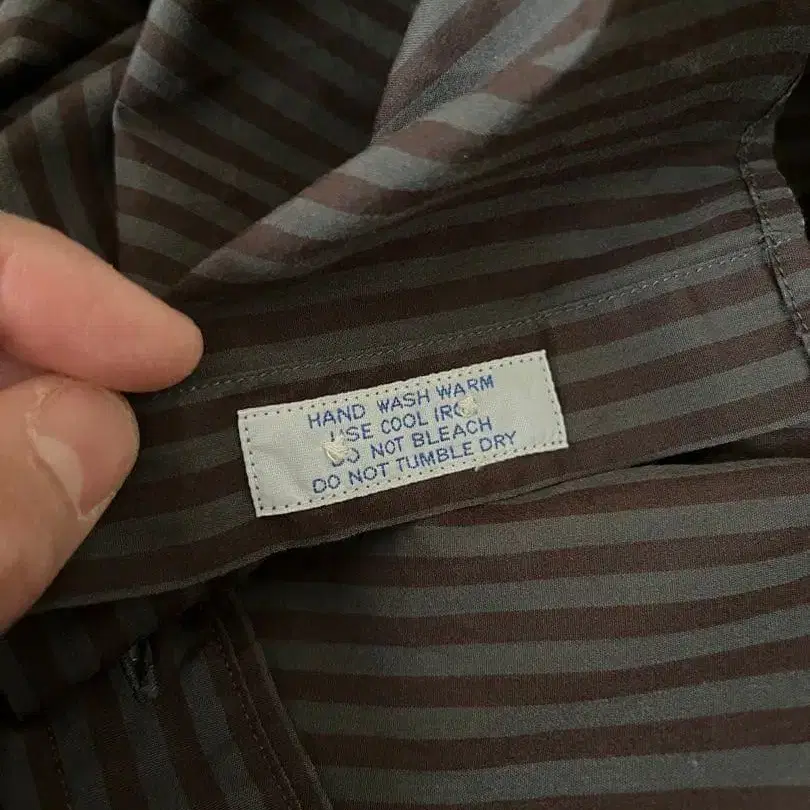 HAND WASH WARM
USE COOL IRON
DO NOT BLEACH
DO NOT TUMBLE DRY